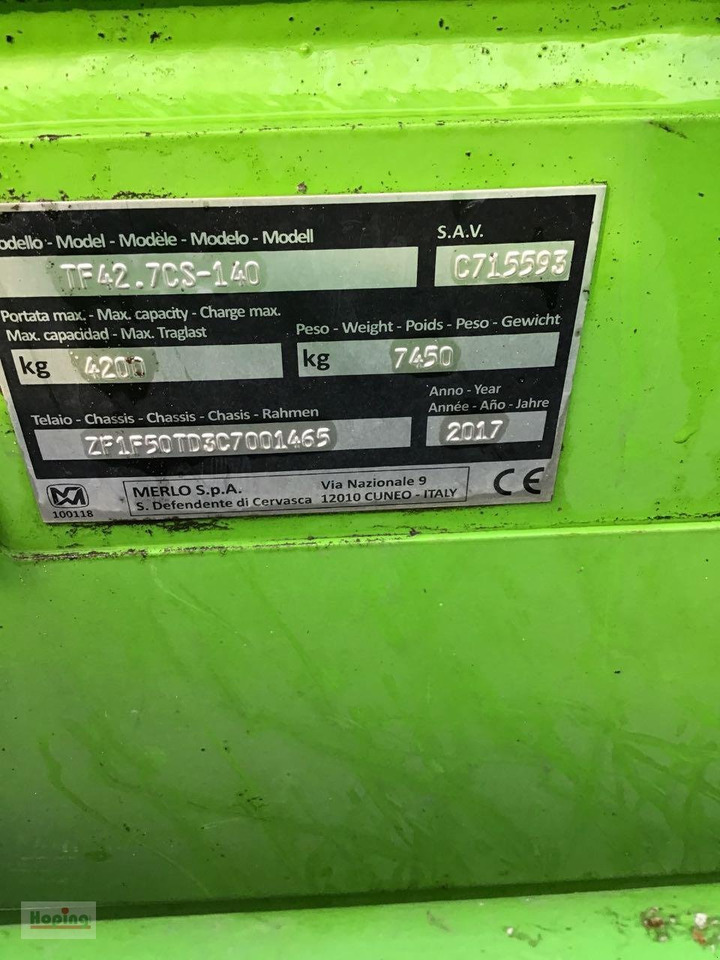 odello - Model - Modèle - Modelo - Modell
S.A.V.
TF42.7CS-140
C715593
Portata max. - Max. capacity - Charge max.
Max. capacidad - Max. Traglast
Peso - Weight - Poids - Peso - Gewicht
kg 4200
kg 7450
Telaio - Chassis - Chassis - Chasis - Rahmen
Anno - Year
Année - Año - Jahre
ZF1F50TD3C7001465
2017
MERLO S.p.A.
S. Defendente di Cervasca
Via Nazionale 9
12010 CUNEO - ITALY
CE
100118
Hoping